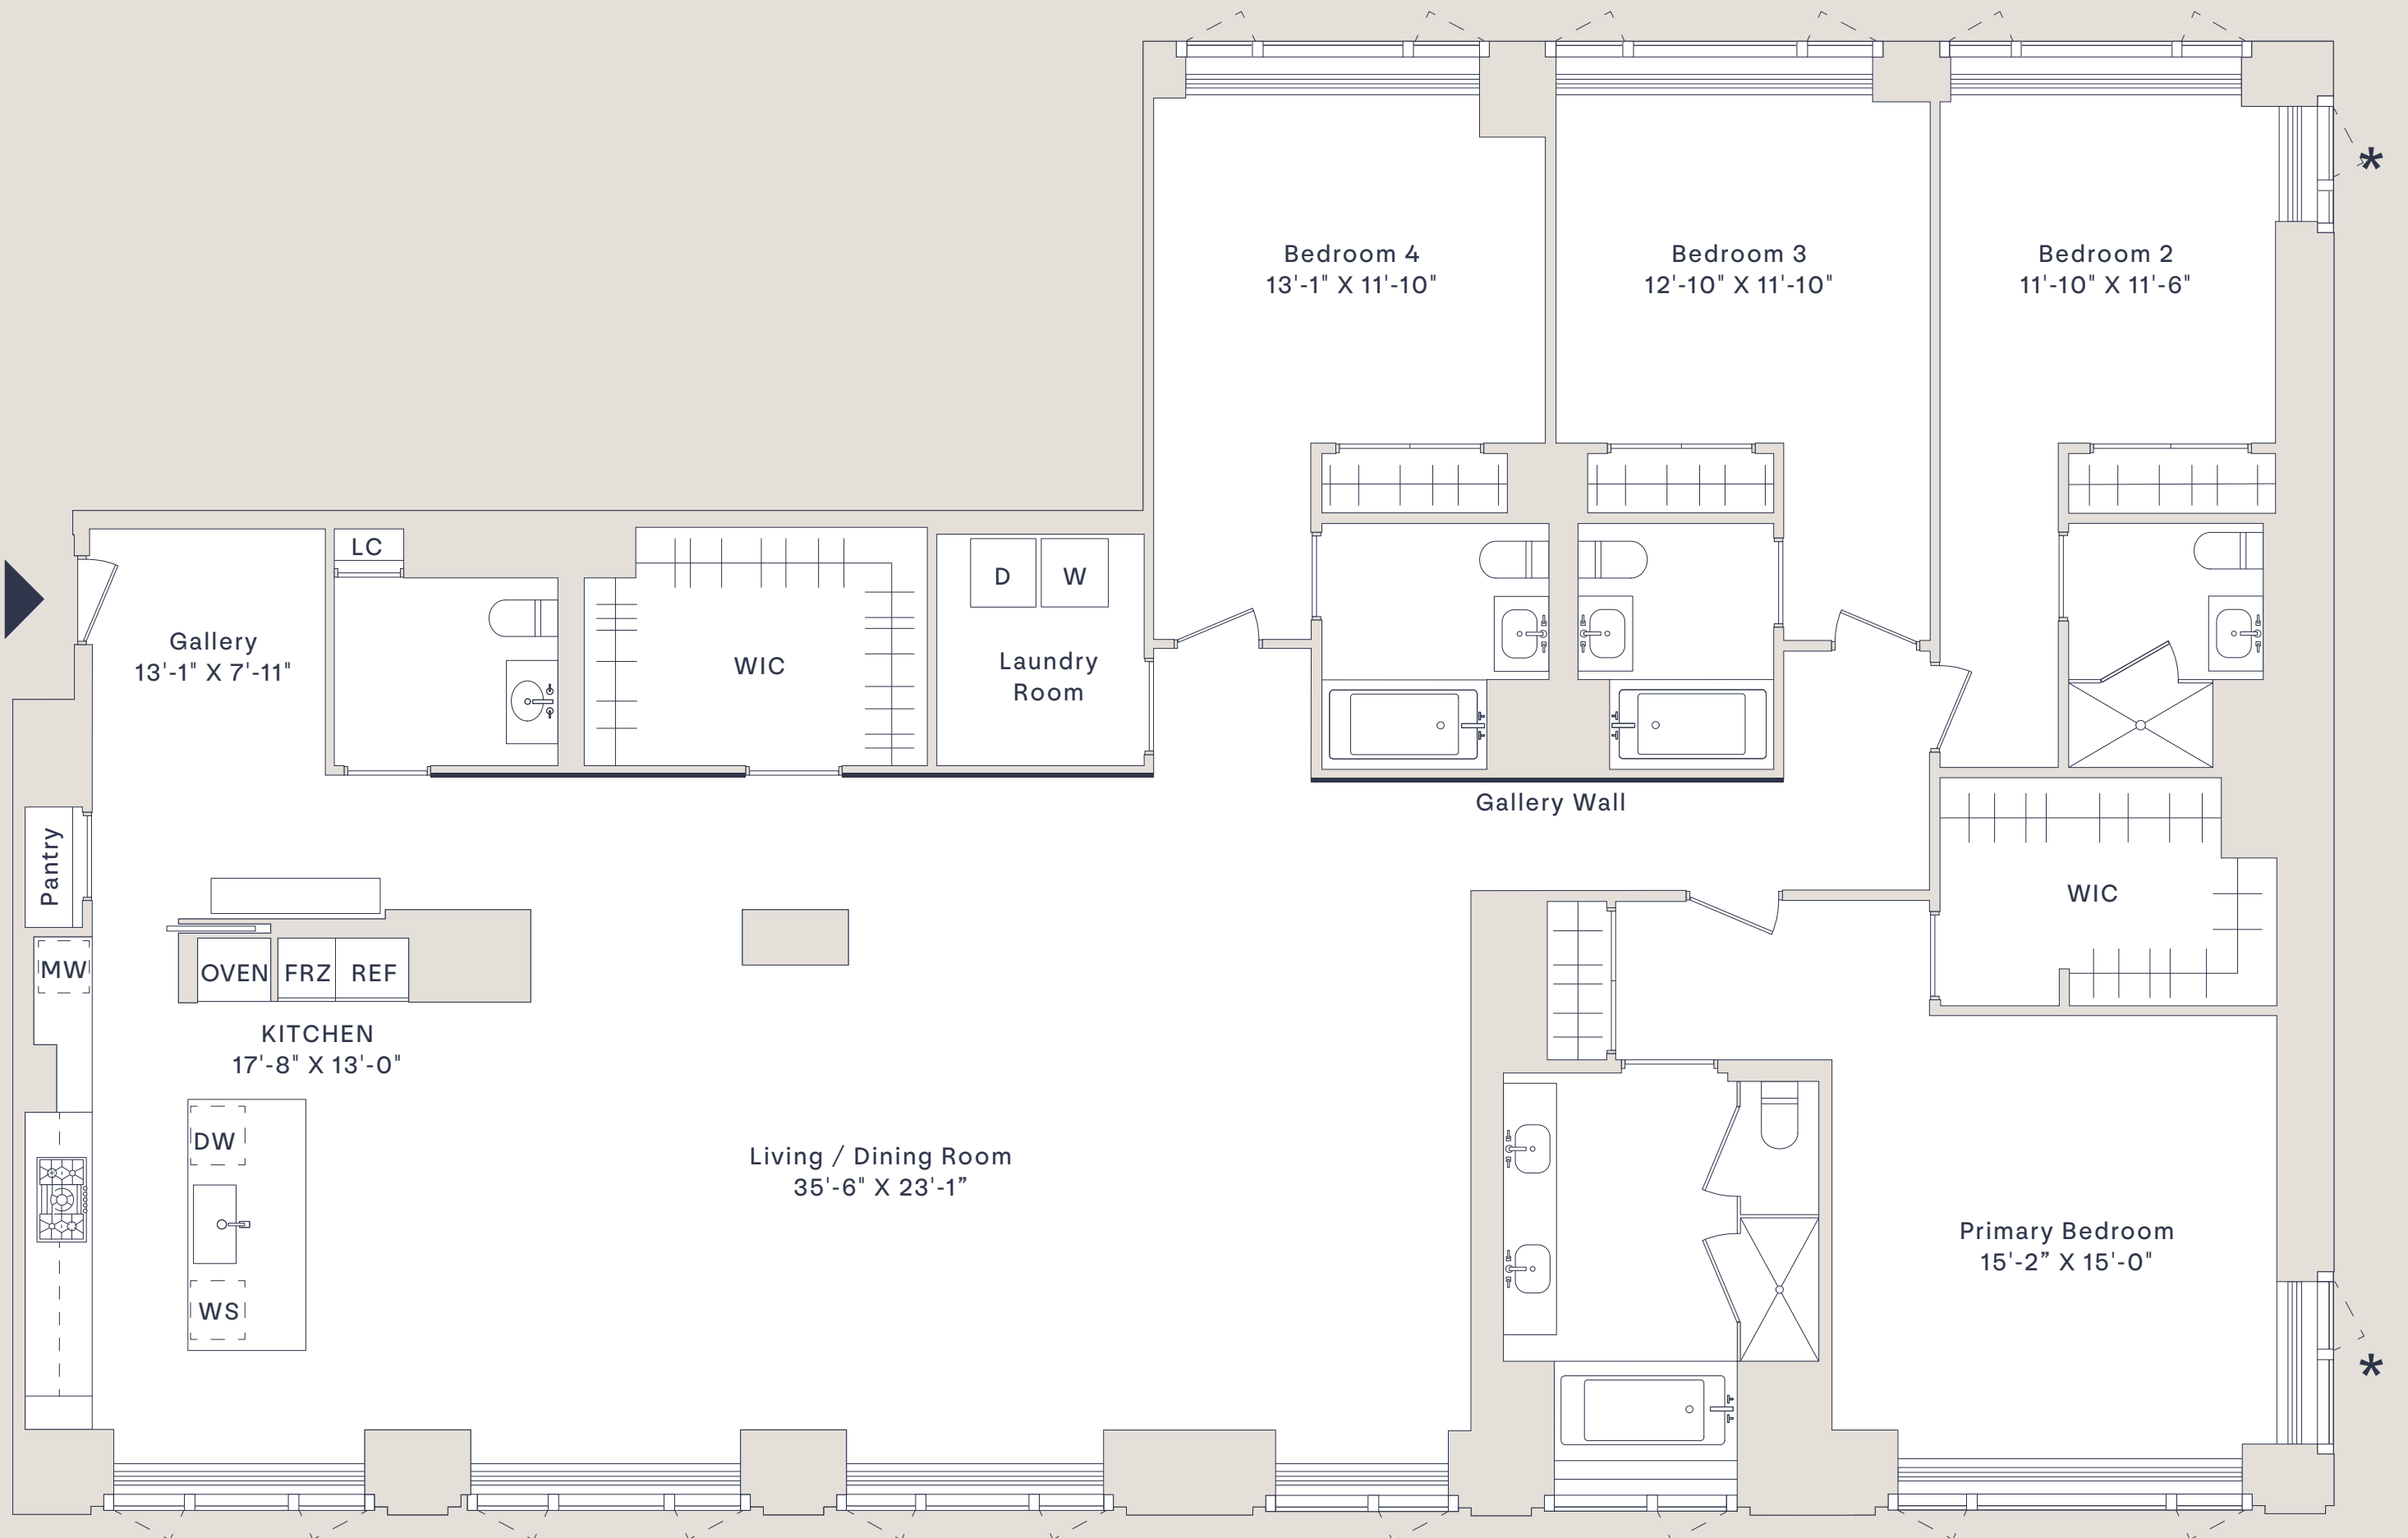 Bedroom 4
13'-1" X 11'-10"
Bedroom 3
12'-10" X 11'-10"
Bedroom 2
11'-10" X 11'-6"
*
LC
Gallery
13'-1" X 7'-11"
WIC
D
W
Laundry
Room
Gallery Wall
Pantry
WIC
MW
OVEN
FRZ
REF
KITCHEN
17'-8" X 13'-0"
DW
WS
Living / Dining Room
35'-6" X 23'-1”
Primary Bedroom
15'-2” X 15'-0"
*